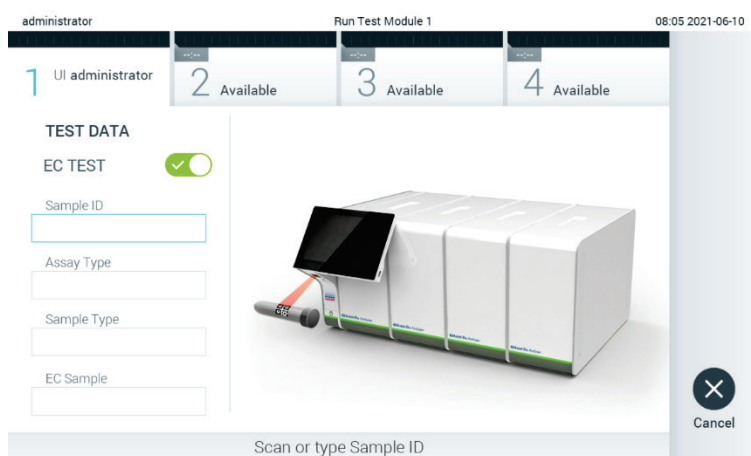 administrator
Run Test Module 1
08:05 2021-06-10
1 UI administrator
--:--
2 Available
--:--
3 Available
--:--
4 Available
TEST DATA
EC TEST
Sample ID
Assay Type
Sample Type
EC Sample
Cancel
Scan or type Sample ID